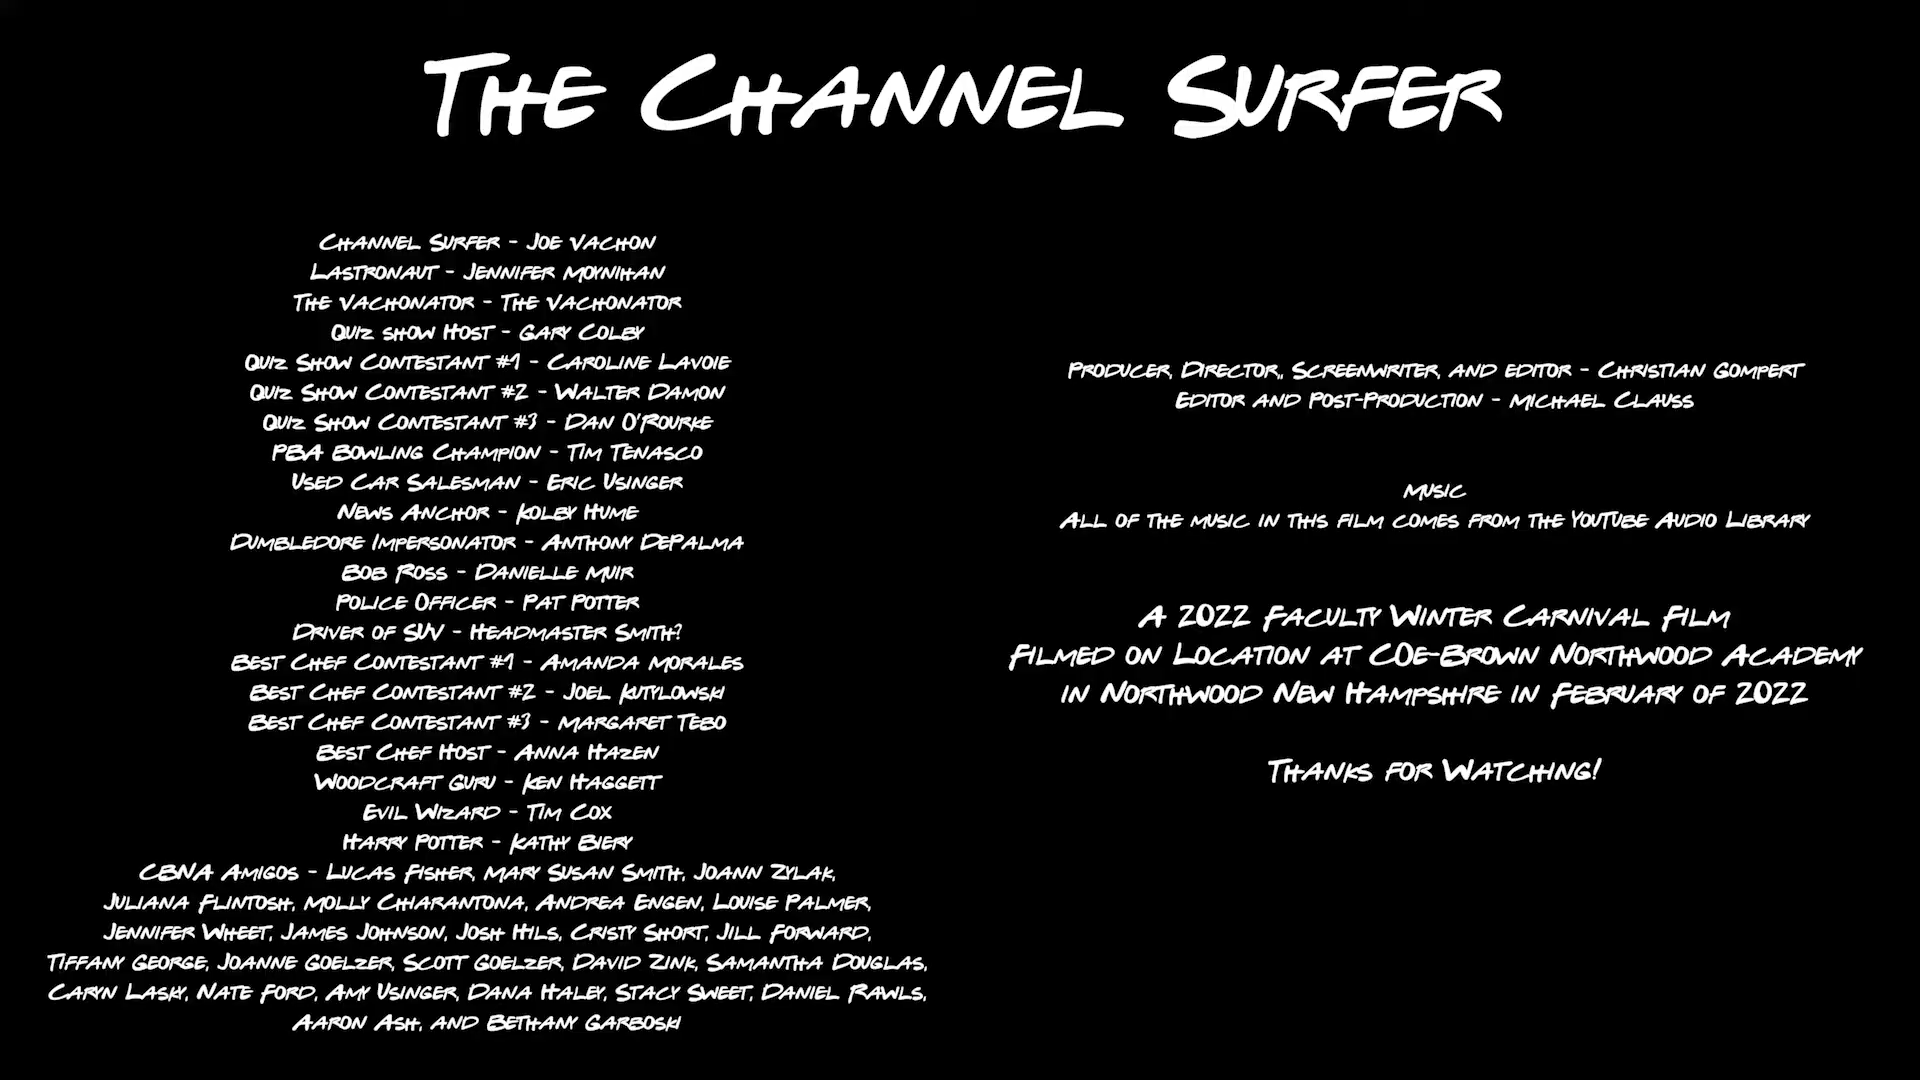 The Channel Surfer
Channel Surfer - Joe Vachon
Lastronaut - Jennifer Moynihan
The Vachonator - The Vachonator
Quiz show Host - Gary Colby
Quiz Show Contestant #1 - Caroline Lavoie
Quiz Show Contestant #2 - Walter Damon
Quiz Show Contestant #3 - Dan O'Rourke
PBA Bowling Champion - Tim Tenasco
Used Car Salesman - Eric Usinger
News Anchor - Kolby Hume
Dumbledore Impersonator - Anthony DePalma
Bob Ross - Danielle Muir
Police Officer - Pat Potter
Driver of SUV - Headmaster Smith?
Best Chef Contestant #1 - Amanda Morales
Best Chef Contestant #2 - Joel Kutylowski
Best Chef Contestant #3 - Margaret Tebo
Best Chef Host - Anna Hazen
Woodcraft Guru - Ken Haggett
Evil Wizard - Tim Cox
Harry Potter - Kathy Biery
CBNA Amigos - Lucas Fisher, Mary Susan Smith, Joann Zylak,
Juliana Flintosh, Molly Chiarantona, Andrea Engen, Louise Palmer,
Jennifer Wheet, James Johnson, Josh Hils, Cristy Short, Jill Forward,
Tiffany George, Joanne Goelzer, Scott Goelzer, David Zink, Samantha Douglas,
Caryn Lasky, Nate Ford, Amy Usinger, Dana Haley, Stacy Sweet, Daniel Rawls,
Aaron Ash, and Bethany Garboski
Producer, Director,, Screenwriter, and editor - Christian Gompert
Editor and Post-Production - Michael Clauss
Music
All of the music in this film comes from the YouTube Audio Library
A 2022 Faculty Winter Carnival Film
Filmed on Location at COe-Brown Northwood Academy
in Northwood New Hampshire in February of 2022
Thanks for Watching!